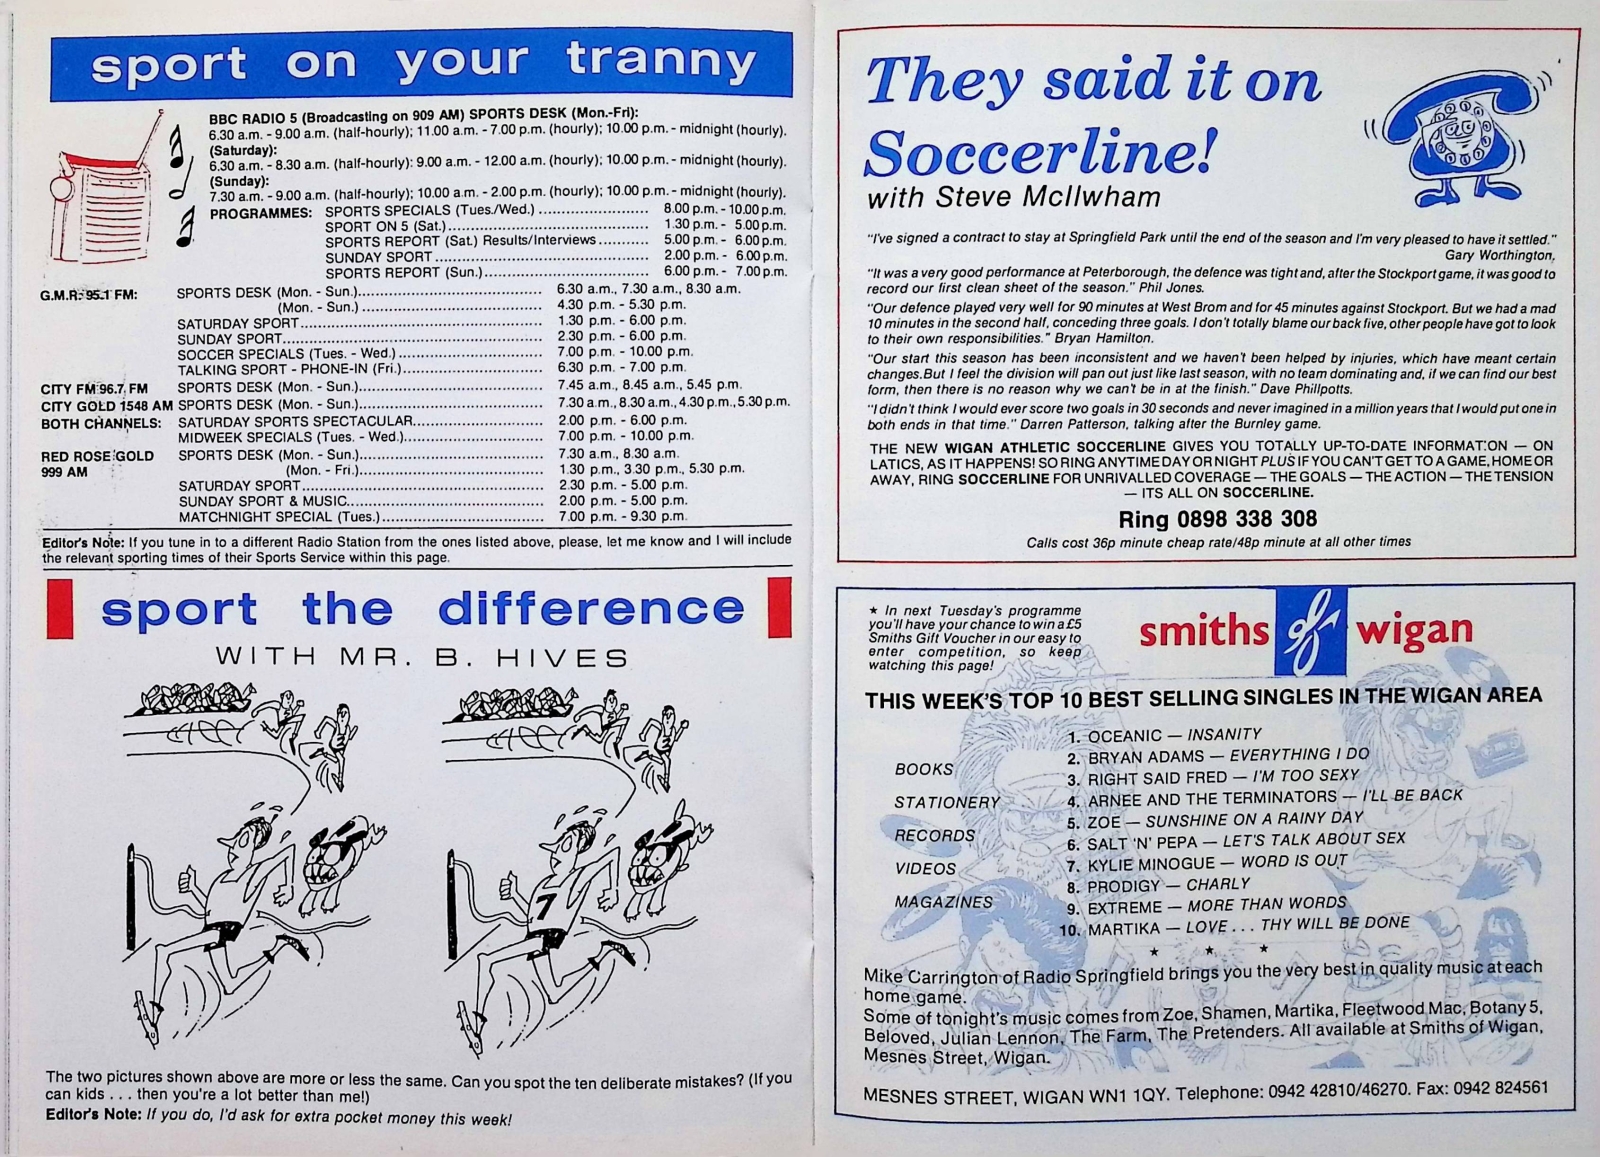 sport on your tranny
BBC RADIO 5 (Broadcasting on 909 AM) SPORTS DESK (Mon.-Fri):
6.30 a.m. - 9.00 a.m. (half-hourly); 11.00 a.m. - 7.00 p.m. (hourly); 10.00 p.m. - midnight (hourly).
(Saturday):
6.30 a.m. - 8.30 a.m. (half-hourly): 9.00 a.m. - 12.00 a.m. (hourly); 10.00 p.m. - midnight (hourly).
(Sunday):
7.30 a.m. - 9.00 a.m. (half-hourly); 10.00 a.m. - 2.00 p.m. (hourly); 10.00 p.m. - midnight (hourly).
PROGRAMMES: SPORTS SPECIALS (Tues./Wed.) ........................ 8.00 p.m. - 10.00 p.m.
SPORT ON 5 (Sat.)............................................ 1.30 p.m. - 5.00 p.m.
SPORTS REPORT (Sat.) Results/Interviews ........... 5.00 p.m. - 6.00 p.m.
SUNDAY SPORT ............................................... 2.00 p.m. - 6.00 p.m.
SPORTS REPORT (Sun.).................................... 6.00 p.m. - 7.00 p.m.
G.M.R: 95.1 FM: SPORTS DESK (Mon. - Sun.)........................................ 6.30 a.m., 7.30 a.m., 8.30 a.m.
(Mon. - Sun.)........................................ 4.30 p.m. - 5.30 p.m.
SATURDAY SPORT..................................................... 1.30 p.m. - 6.00 p.m.
SUNDAY SPORT........................................................ 2.30 p.m. - 6.00 p.m.
SOCCER SPECIALS (Tues. - Wed.)................................ 7.00 p.m. - 10.00 p.m.
TALKING SPORT - PHONE-IN (Fri.)................................ 6.30 p.m. - 7.00 p.m.
CITY FM 96.7 FM SPORTS DESK (Mon. - Sun.)........................................ 7.45 a.m., 8.45 a.m., 5.45 p.m.
CITY GOLD 1548 AM SPORTS DESK (Mon. - Sun.)........................................ 7.30 a.m., 8.30 a.m., 4.30 p.m., 5.30 p.m.
BOTH CHANNELS: SATURDAY SPORTS SPECTACULAR............................ 2.00 p.m. - 6.00 p.m.
MIDWEEK SPECIALS (Tues. - Wed.).............................. 7.00 p.m. - 10.00 p.m.
RED ROSE GOLD SPORTS DESK (Mon. - Sun.)........................................ 7.30 a.m., 8.30 a.m.
999 AM (Mon. - Fri.)........................................ 1.30 p.m., 3.30 p.m., 5.30 p.m.
SATURDAY SPORT..................................................... 2.30 p.m. - 5.00 p.m.
SUNDAY SPORT & MUSIC.......................................... 2.00 p.m. - 5.00 p.m.
MATCHNIGHT SPECIAL (Tues.).................................... 7.00 p.m. - 9.30 p.m.
Editor's Note: If you tune in to a different Radio Station from the ones listed above, please, let me know and I will include
the relevant sporting times of their Sports Service within this page.
sport the difference
WITH MR. B. HIVES
7
The two pictures shown above are more or less the same. Can you spot the ten deliberate mistakes? (If you
can kids . . . then you're a lot better than me!)
Editor's Note: If you do, I'd ask for extra pocket money this week!
They said it on
Soccerline!
with Steve McIlwham
"I've signed a contract to stay at Springfield Park until the end of the season and I'm very pleased to have it settled."
Gary Worthington,
"It was a very good performance at Peterborough, the defence was tight and, after the Stockport game, it was good to
record our first clean sheet of the season." Phil Jones.
"Our defence played very well for 90 minutes at West Brom and for 45 minutes against Stockport. But we had a mad
10 minutes in the second half, conceding three goals. I don't totally blame our back five, other people have got to look
to their own responsibilities." Bryan Hamilton.
"Our start this season has been inconsistent and we haven't been helped by injuries, which have meant certain
changes. But I feel the division will pan out just like last season, with no team dominating and, if we can find our best
form, then there is no reason why we can't be in at the finish." Dave Philpotts.
"I didn't think I would ever score two goals in 30 seconds and never imagined in a million years that I would put one in
both ends in that time." Darren Patterson, talking after the Burnley game.
THE NEW WIGAN ATHLETIC SOCCERLINE GIVES YOU TOTALLY UP-TO-DATE INFORMATION — ON
LATICS, AS IT HAPPENS! SO RING ANYTIME DAY OR NIGHT PLUS IF YOU CAN'T GET TO A GAME, HOME OR
AWAY, RING SOCCERLINE FOR UNRIVALLED COVERAGE — THE GOALS — THE ACTION — THE TENSION
— ITS ALL ON SOCCERLINE.
Ring 0898 338 308
Calls cost 36p minute cheap rate/48p minute at all other times
★ In next Tuesday's programme
you'll have your chance to win a £5
Smiths Gift Voucher in our easy to
enter competition, so keep
watching this page!
smiths of wigan
THIS WEEK'S TOP 10 BEST SELLING SINGLES IN THE WIGAN AREA
BOOKS
STATIONERY
RECORDS
VIDEOS
MAGAZINES
1. OCEANIC — INSANITY
2. BRYAN ADAMS — EVERYTHING I DO
3. RIGHT SAID FRED — I'M TOO SEXY
4. ARNEE AND THE TERMINATORS — I'LL BE BACK
5. ZOE — SUNSHINE ON A RAINY DAY
6. SALT 'N' PEPA — LET'S TALK ABOUT SEX
7. KYLIE MINOGUE — WORD IS OUT
8. PRODIGY — CHARLY
9. EXTREME — MORE THAN WORDS
10. MARTIKA — LOVE . . . THY WILL BE DONE
★ ★ ★
Mike Carrington of Radio Springfield brings you the very best in quality music at each
home game.
Some of tonight's music comes from Zoe, Shamen, Martika, Fleetwood Mac, Botany 5,
Beloved, Julian Lennon, The Farm, The Pretenders. All available at Smiths of Wigan,
Mesnes Street, Wigan.
MESNES STREET, WIGAN WN1 1QY. Telephone: 0942 42810/46270. Fax: 0942 824561